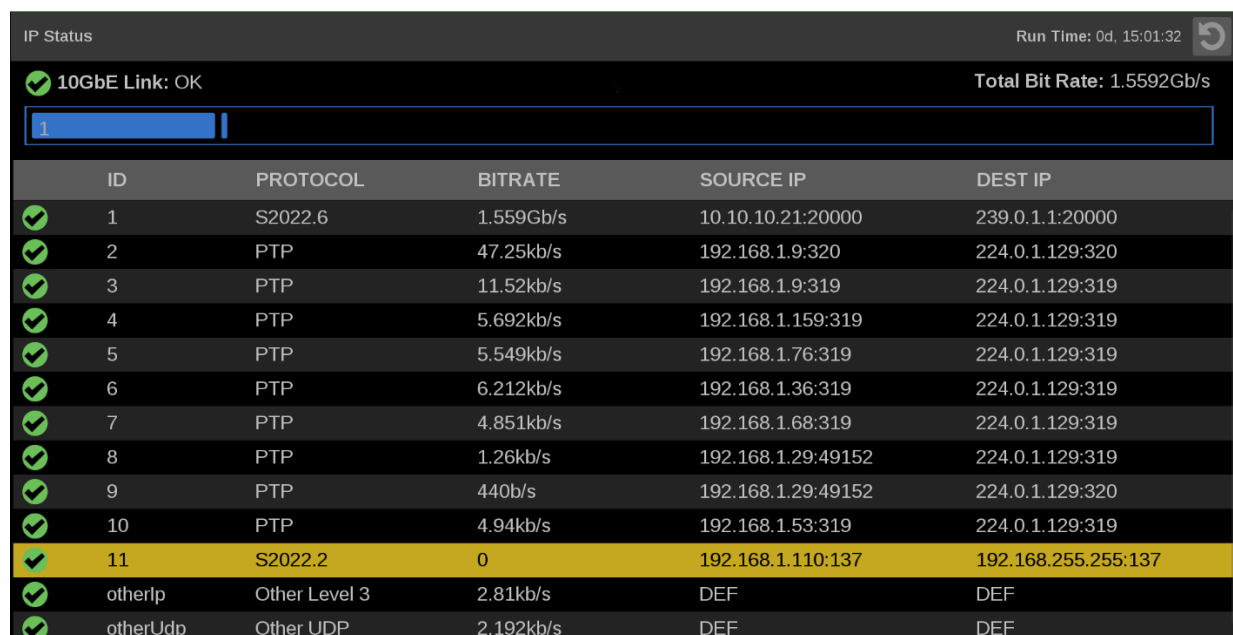 IP Status Run Time: 0d, 15:01:32
10GbE Link: OK Total Bit Rate: 1.5592Gb/s
1
ID PROTOCOL BITRATE SOURCE IP DEST IP
1 S2022.6 1.559Gb/s 10.10.10.21:20000 239.0.1.1:20000
2 PTP 47.25kb/s 192.168.1.9:320 224.0.1.129:320
3 PTP 11.52kb/s 192.168.1.9:319 224.0.1.129:319
4 PTP 5.692kb/s 192.168.1.159:319 224.0.1.129:319
5 PTP 5.549kb/s 192.168.1.76:319 224.0.1.129:319
6 PTP 6.212kb/s 192.168.1.36:319 224.0.1.129:319
7 PTP 4.851kb/s 192.168.1.68:319 224.0.1.129:319
8 PTP 1.26kb/s 192.168.1.29:49152 224.0.1.129:319
9 PTP 440b/s 192.168.1.29:49152 224.0.1.129:320
10 PTP 4.94kb/s 192.168.1.53:319 224.0.1.129:319
11 S2022.2 0 192.168.1.110:137 192.168.255.255:137
otherIp Other Level 3 2.81kb/s DEF DEF
otherUdp Other UDP 2.192kb/s DEF DEF